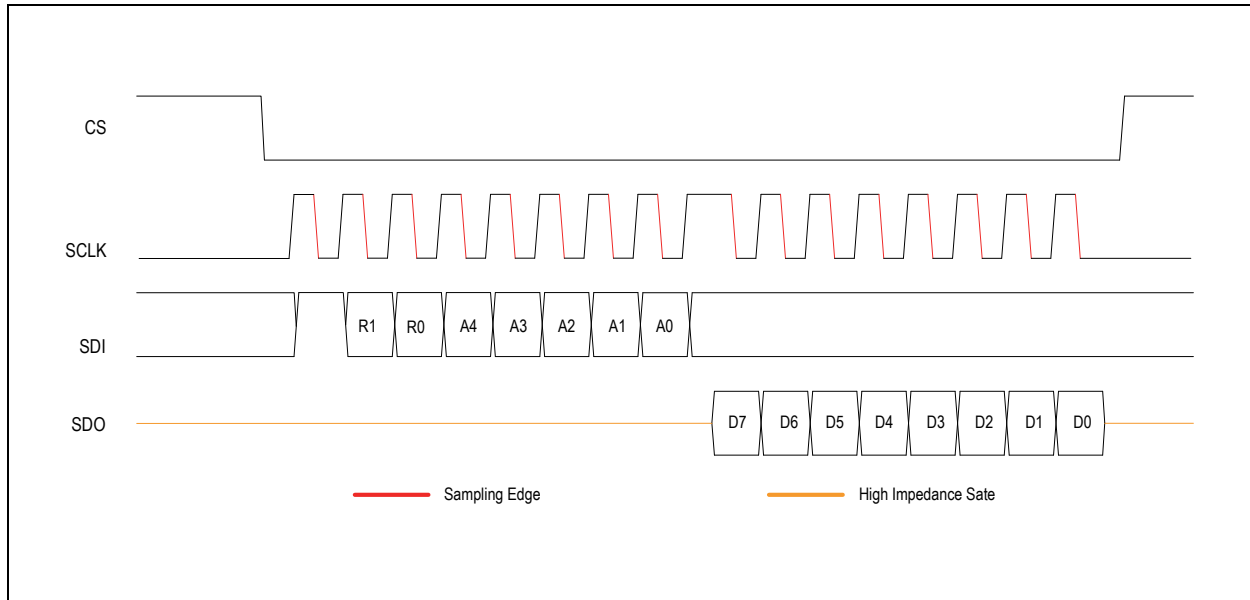 CS
SCLK
SDI
R1 R0 A4 A3 A2 A1 A0
SDO
D7 D6 D5 D4 D3 D2 D1 D0
Sampling Edge
High Impedance Sate